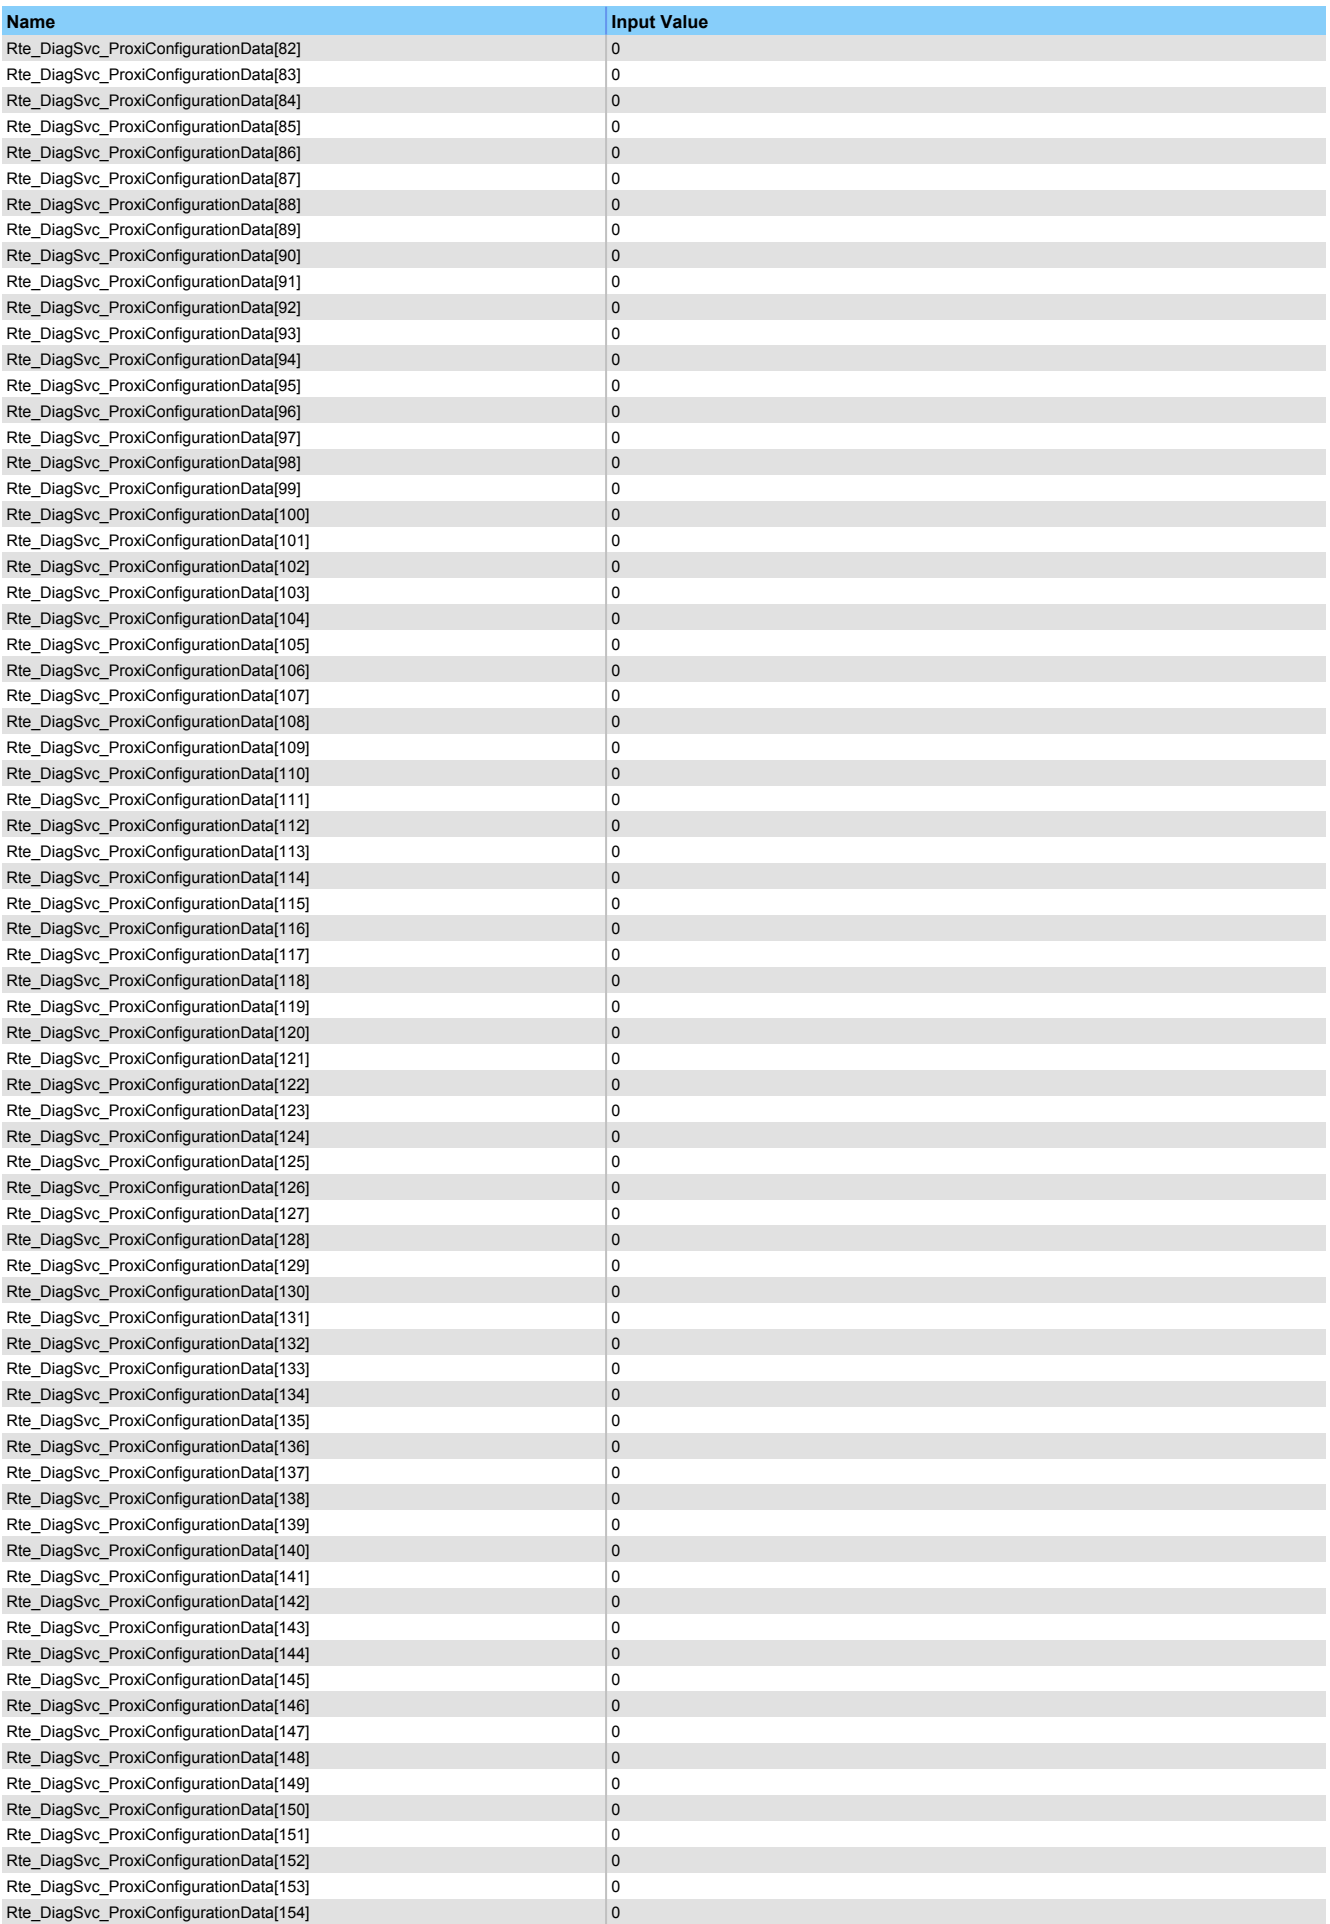 Name Input Value
Rte_DiagSvc_ProxiConfigurationData[82] 0
Rte_DiagSvc_ProxiConfigurationData[83] 0
Rte_DiagSvc_ProxiConfigurationData[84] 0
Rte_DiagSvc_ProxiConfigurationData[85] 0
Rte_DiagSvc_ProxiConfigurationData[86] 0
Rte_DiagSvc_ProxiConfigurationData[87] 0
Rte_DiagSvc_ProxiConfigurationData[88] 0
Rte_DiagSvc_ProxiConfigurationData[89] 0
Rte_DiagSvc_ProxiConfigurationData[90] 0
Rte_DiagSvc_ProxiConfigurationData[91] 0
Rte_DiagSvc_ProxiConfigurationData[92] 0
Rte_DiagSvc_ProxiConfigurationData[93] 0
Rte_DiagSvc_ProxiConfigurationData[94] 0
Rte_DiagSvc_ProxiConfigurationData[95] 0
Rte_DiagSvc_ProxiConfigurationData[96] 0
Rte_DiagSvc_ProxiConfigurationData[97] 0
Rte_DiagSvc_ProxiConfigurationData[98] 0
Rte_DiagSvc_ProxiConfigurationData[99] 0
Rte_DiagSvc_ProxiConfigurationData[100] 0
Rte_DiagSvc_ProxiConfigurationData[101] 0
Rte_DiagSvc_ProxiConfigurationData[102] 0
Rte_DiagSvc_ProxiConfigurationData[103] 0
Rte_DiagSvc_ProxiConfigurationData[104] 0
Rte_DiagSvc_ProxiConfigurationData[105] 0
Rte_DiagSvc_ProxiConfigurationData[106] 0
Rte_DiagSvc_ProxiConfigurationData[107] 0
Rte_DiagSvc_ProxiConfigurationData[108] 0
Rte_DiagSvc_ProxiConfigurationData[109] 0
Rte_DiagSvc_ProxiConfigurationData[110] 0
Rte_DiagSvc_ProxiConfigurationData[111] 0
Rte_DiagSvc_ProxiConfigurationData[112] 0
Rte_DiagSvc_ProxiConfigurationData[113] 0
Rte_DiagSvc_ProxiConfigurationData[114] 0
Rte_DiagSvc_ProxiConfigurationData[115] 0
Rte_DiagSvc_ProxiConfigurationData[116] 0
Rte_DiagSvc_ProxiConfigurationData[117] 0
Rte_DiagSvc_ProxiConfigurationData[118] 0
Rte_DiagSvc_ProxiConfigurationData[119] 0
Rte_DiagSvc_ProxiConfigurationData[120] 0
Rte_DiagSvc_ProxiConfigurationData[121] 0
Rte_DiagSvc_ProxiConfigurationData[122] 0
Rte_DiagSvc_ProxiConfigurationData[123] 0
Rte_DiagSvc_ProxiConfigurationData[124] 0
Rte_DiagSvc_ProxiConfigurationData[125] 0
Rte_DiagSvc_ProxiConfigurationData[126] 0
Rte_DiagSvc_ProxiConfigurationData[127] 0
Rte_DiagSvc_ProxiConfigurationData[128] 0
Rte_DiagSvc_ProxiConfigurationData[129] 0
Rte_DiagSvc_ProxiConfigurationData[130] 0
Rte_DiagSvc_ProxiConfigurationData[131] 0
Rte_DiagSvc_ProxiConfigurationData[132] 0
Rte_DiagSvc_ProxiConfigurationData[133] 0
Rte_DiagSvc_ProxiConfigurationData[134] 0
Rte_DiagSvc_ProxiConfigurationData[135] 0
Rte_DiagSvc_ProxiConfigurationData[136] 0
Rte_DiagSvc_ProxiConfigurationData[137] 0
Rte_DiagSvc_ProxiConfigurationData[138] 0
Rte_DiagSvc_ProxiConfigurationData[139] 0
Rte_DiagSvc_ProxiConfigurationData[140] 0
Rte_DiagSvc_ProxiConfigurationData[141] 0
Rte_DiagSvc_ProxiConfigurationData[142] 0
Rte_DiagSvc_ProxiConfigurationData[143] 0
Rte_DiagSvc_ProxiConfigurationData[144] 0
Rte_DiagSvc_ProxiConfigurationData[145] 0
Rte_DiagSvc_ProxiConfigurationData[146] 0
Rte_DiagSvc_ProxiConfigurationData[147] 0
Rte_DiagSvc_ProxiConfigurationData[148] 0
Rte_DiagSvc_ProxiConfigurationData[149] 0
Rte_DiagSvc_ProxiConfigurationData[150] 0
Rte_DiagSvc_ProxiConfigurationData[151] 0
Rte_DiagSvc_ProxiConfigurationData[152] 0
Rte_DiagSvc_ProxiConfigurationData[153] 0
Rte_DiagSvc_ProxiConfigurationData[154] 0